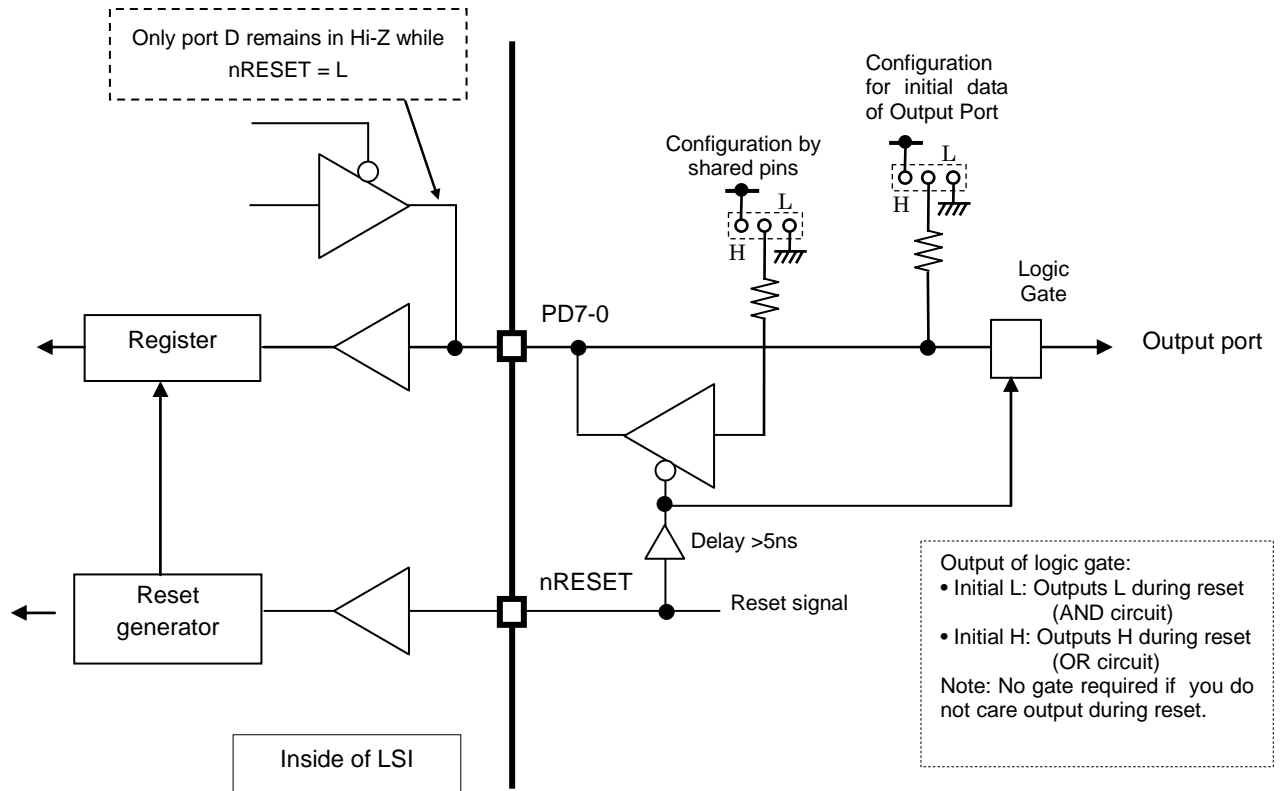 Only port D remains in Hi-Z while
nRESET = L
Configuration
for initial data
of Output Port
L
H
Configuration by
shared pins
L
H
Logic
Gate
PD7-0
Register
Output port
Delay >5ns
nRESET
Reset
generator
Reset signal
Output of logic gate:
• Initial L: Outputs L during reset
(AND circuit)
• Initial H: Outputs H during reset
(OR circuit)
Note: No gate required if you do
not care output during reset.
Inside of LSI